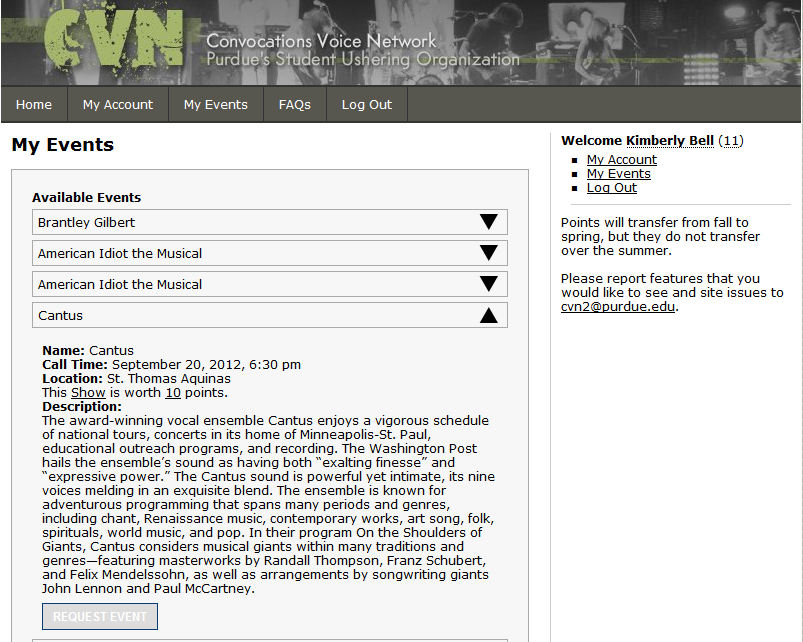 CVN
Convocations Voice Network
Purdue's Student Ushering Organization
Home My Account My Events FAQs Log Out
My Events
Available Events
Brantley Gilbert
American Idiot the Musical
American Idiot the Musical
Cantus
Name: Cantus
Call Time: September 20, 2012, 6:30 pm
Location: St. Thomas Aquinas
This Show is worth 10 points.
Description:
The award-winning vocal ensemble Cantus enjoys a vigorous schedule
of national tours, concerts in its home of Minneapolis-St. Paul,
educational outreach programs, and recording. The Washington Post
hails the ensemble’s sound as having both “exalting finesse” and
“expressive power.” The Cantus sound is powerful yet intimate, its nine
voices melding in an exquisite blend. The ensemble is known for
adventurous programming that spans many periods and genres,
including chant, Renaissance music, contemporary works, art song, folk,
spirituals, world music, and pop. In their program On the Shoulders of
Giants, Cantus considers musical giants within many traditions and
genres—featuring masterworks by Randall Thompson, Franz Schubert,
and Felix Mendelssohn, as well as arrangements by songwriting giants
John Lennon and Paul McCartney.
REQUEST EVENT
Welcome Kimberly Bell (11)
My Account
My Events
Log Out
Points will transfer from fall to
spring, but they do not transfer
over the summer.
Please report features that you
would like to see and site issues to
cvn2@purdue.edu.